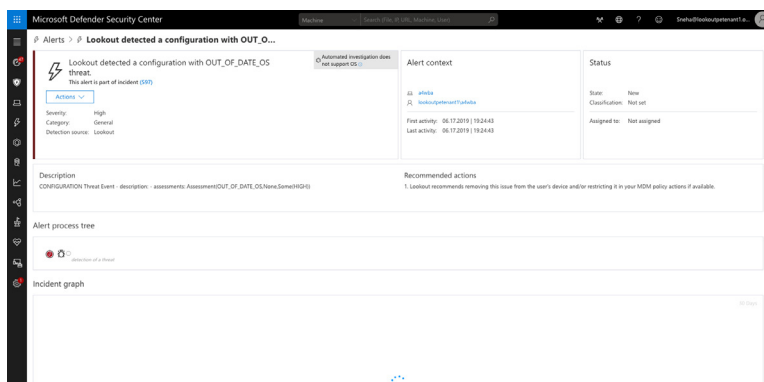 Microsoft Defender Security Center
Machine
Search (File, IP, URL, Machine, User)
Sneha@lookoutpetenant1.o...
Alerts > Lookout detected a configuration with OUT_O...
Lookout detected a configuration with OUT_OF_DATE_OS
threat.
This alert is part of incident (597)
Automated investigation does
not support OS
Actions
Severity: High
Category: General
Detection source: Lookout
Alert context
lookoutpetenant1\
First activity: 06.17.2019 | 19:24:43
Last activity: 06.17.2019 | 19:24:43
Status
State: New
Classification: Not set
Assigned to: Not assigned
Description
CONFIGURATION Threat Event - description: - assessments: Assessment(OUT_OF_DATE_OS,None,Some(HIGH))
Recommended actions
1. Lookout recommends removing this issue from the user's device and/or restricting it in your MDM policy actions if available.
Alert process tree
detection of a threat
Incident graph
30 Days